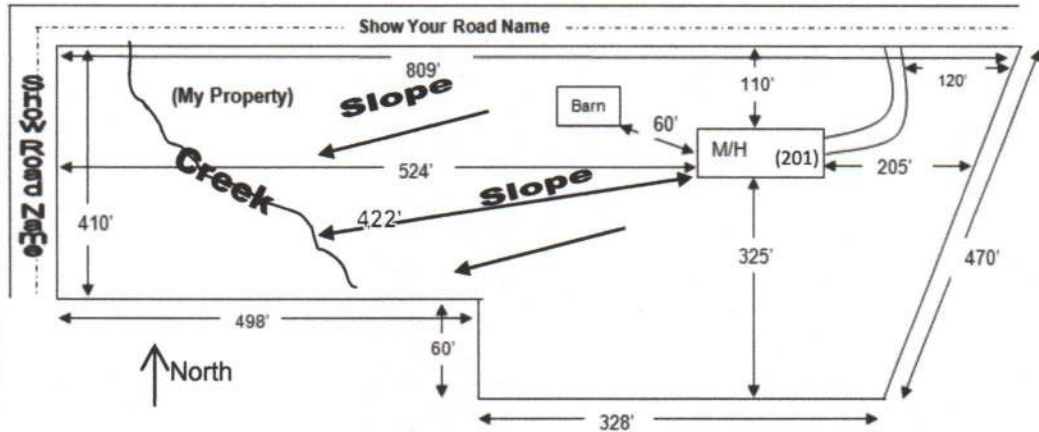 Show Your Road Name
Show Road Name
809'
110'
120'
(My Property)
Slope
Barn
60'
M/H
(201)
Creek
524'
205'
Slope
410'
422'
325'
470'
498'
60'
North
328'